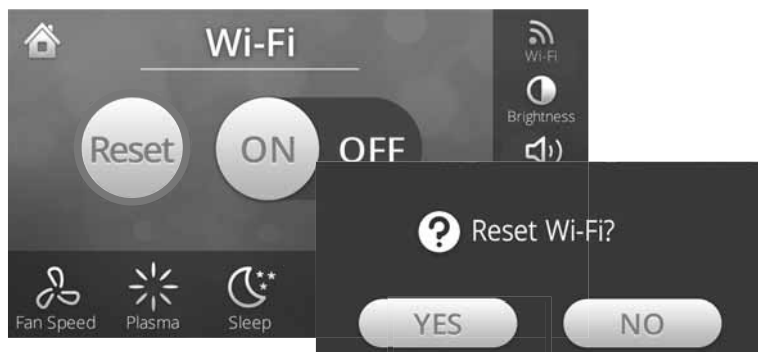 Wi-Fi
Wi-Fi
Brightness
Reset
ON
OFF
Reset Wi-Fi?
Fan Speed
Plasma
Sleep
YES
NO